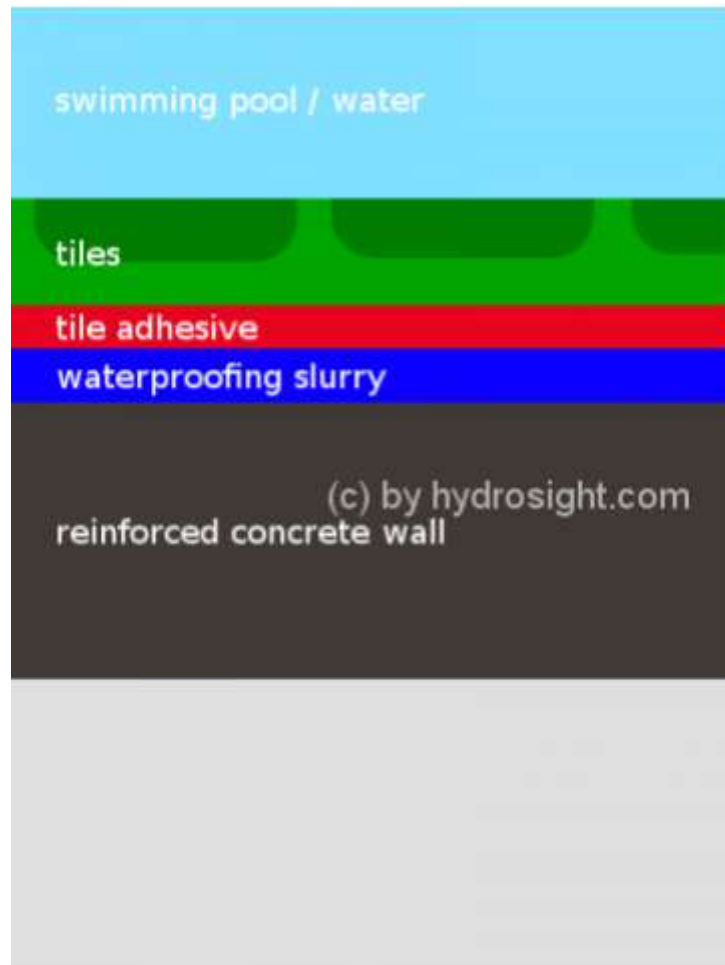 swimming pool / water
tiles
tile adhesive
waterproofing slurry
(c) by hydrosight.com
reinforced concrete wall